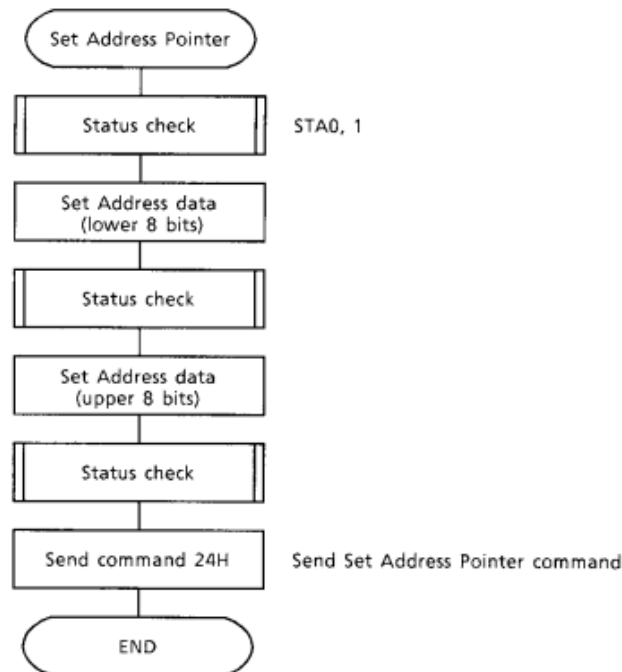 Set Address Pointer
Status check
STA0, 1
Set Address data
(lower 8 bits)
Status check
Set Address data
(upper 8 bits)
Status check
Send command 24H
Send Set Address Pointer command
END